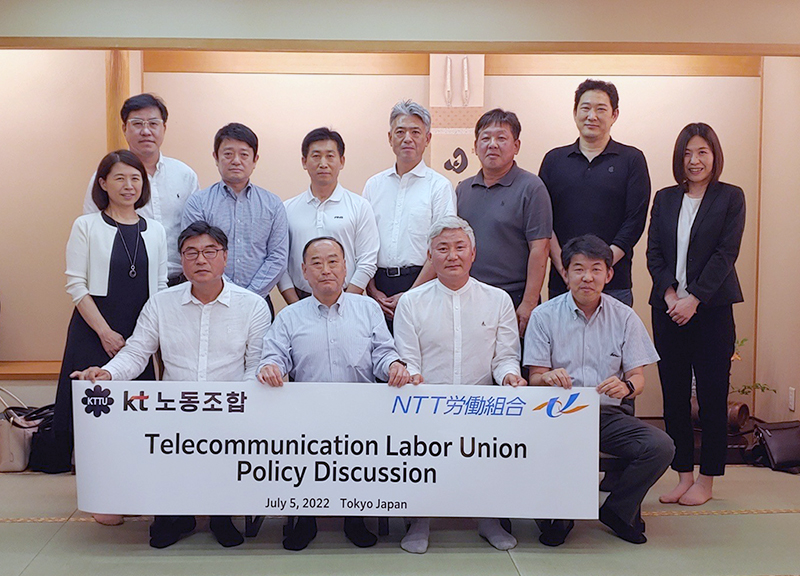 KTTU kt 노동조합 NTT労働組合
Telecommunication Labor Union
Policy Discussion
July 5, 2022 Tokyo Japan